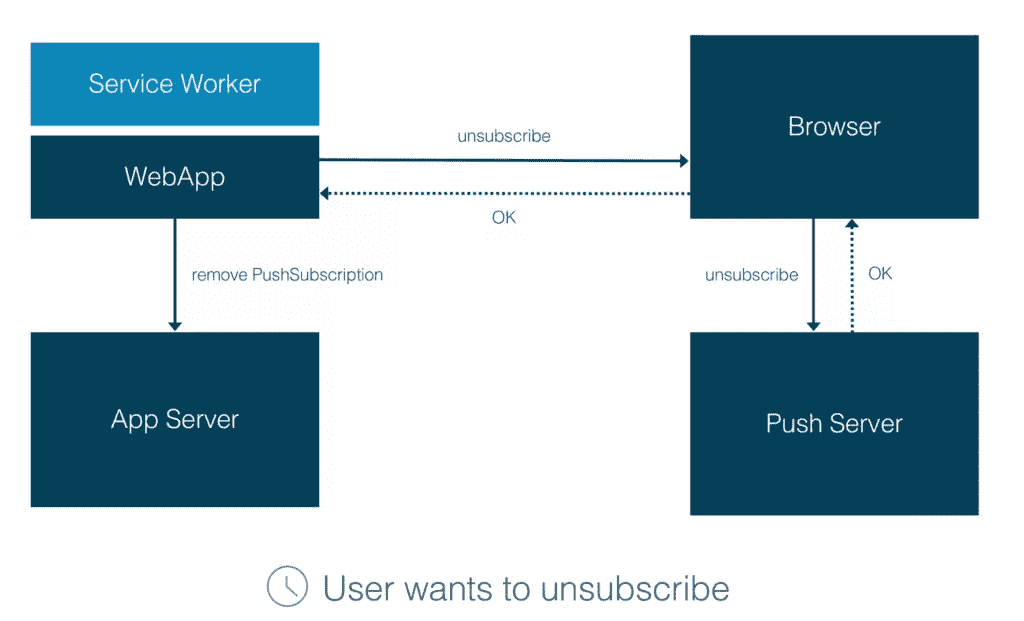 Service Worker
WebApp
unsubscribe
OK
Browser
remove PushSubscription
unsubscribe
OK
App Server
Push Server
User wants to unsubscribe